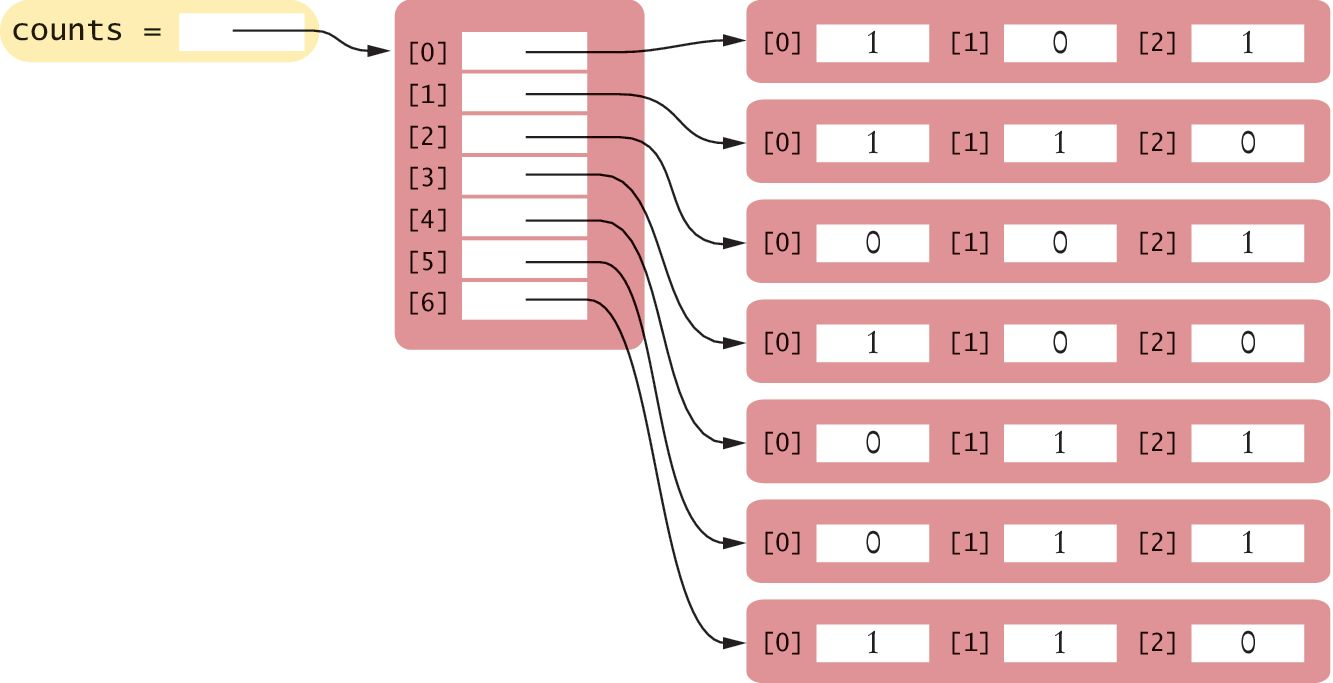 counts =
[0]
[1]
[2]
[3]
[4]
[5]
[6]
[0] 1 [1] 0 [2] 1
[0] 1 [1] 1 [2] 0
[0] 0 [1] 0 [2] 1
[0] 1 [1] 0 [2] 0
[0] 0 [1] 1 [2] 1
[0] 0 [1] 1 [2] 1
[0] 1 [1] 1 [2] 0